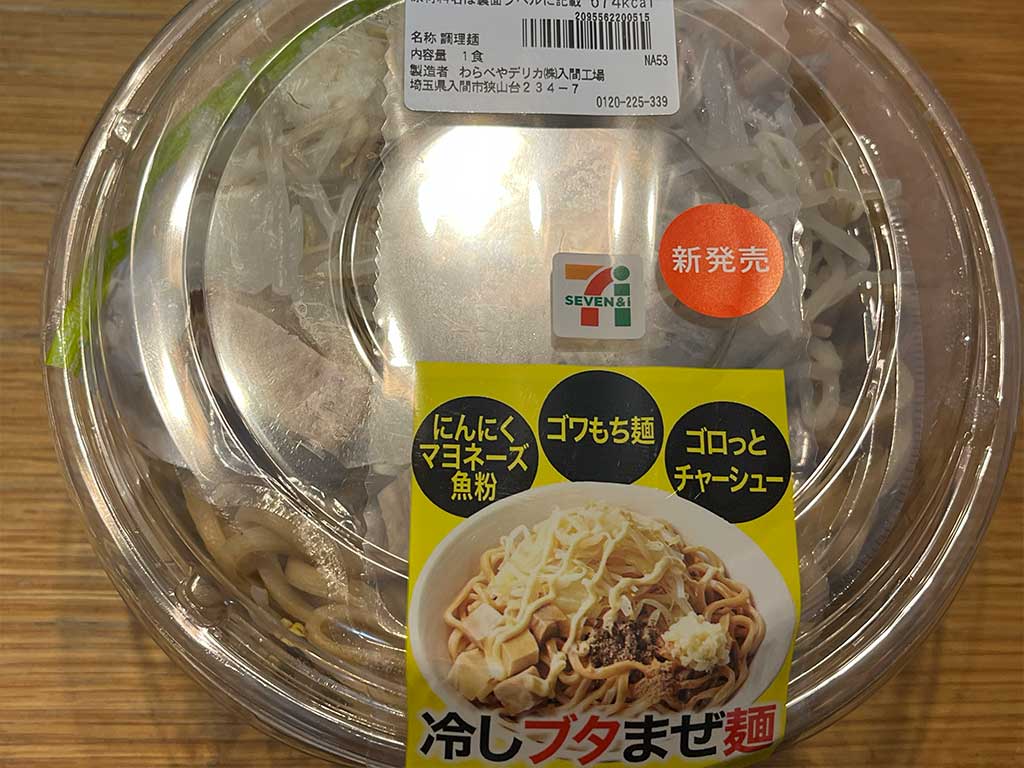 原材料名は裏面ラベルに記載 674kcal
2095562200515
名称 調理麺
内容量 1食
NA53
製造者 わらべやデリカ㈱入間工場
埼玉県入間市狭山台234-7
0120-225-339
新発売
7i
SEVEN&i
にんにく
マヨネーズ
魚粉
ゴワもち麺
ゴロっと
チャーシュー
冷しブタまぜ麺